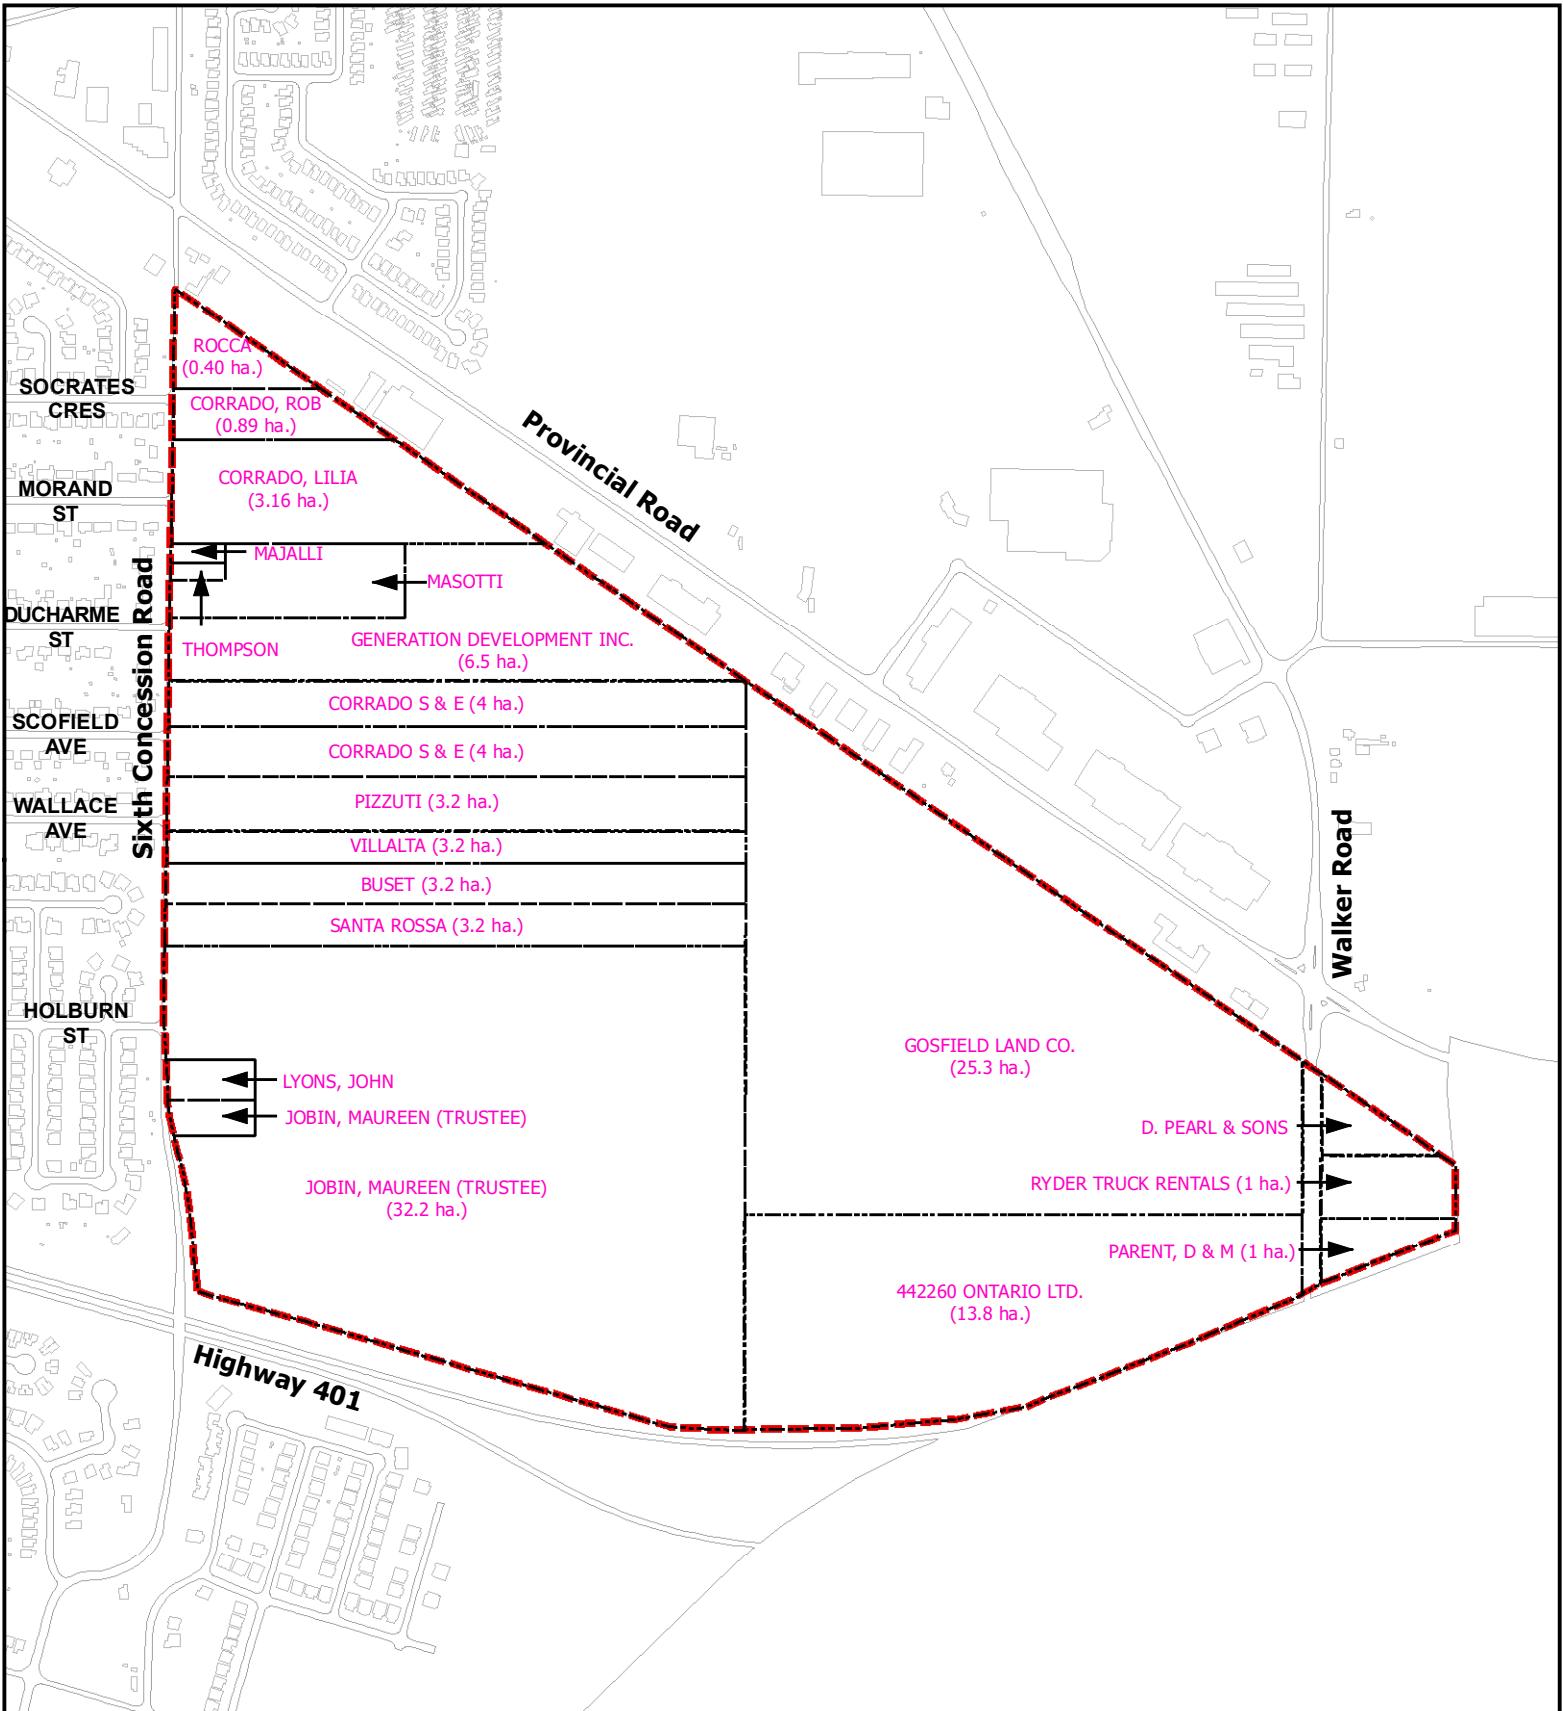 ROCCA
(0.40 ha.)
SOCRATES
CRES
CORRADO, ROB
(0.89 ha.)
Provincial Road
CORRADO, LILIA
(3.16 ha.)
MORAND
ST
MAJALLI
MASOTTI
Sixth Concession Road
DUCHARME
ST
THOMPSON
GENERATION DEVELOPMENT INC.
(6.5 ha.)
CORRADO S & E (4 ha.)
SCOFIELD
AVE
CORRADO S & E (4 ha.)
PIZZUTI (3.2 ha.)
WALLACE
AVE
VILLALTA (3.2 ha.)
Walker Road
BUSET (3.2 ha.)
SANTA ROSSA (3.2 ha.)
HOLBURN
ST
GOSFIELD LAND CO.
(25.3 ha.)
LYONS, JOHN
JOBIN, MAUREEN (TRUSTEE)
D. PEARL & SONS
JOBIN, MAUREEN (TRUSTEE)
(32.2 ha.)
RYDER TRUCK RENTALS (1 ha.)
PARENT, D & M (1 ha.)
442260 ONTARIO LTD.
(13.8 ha.)
Highway 401